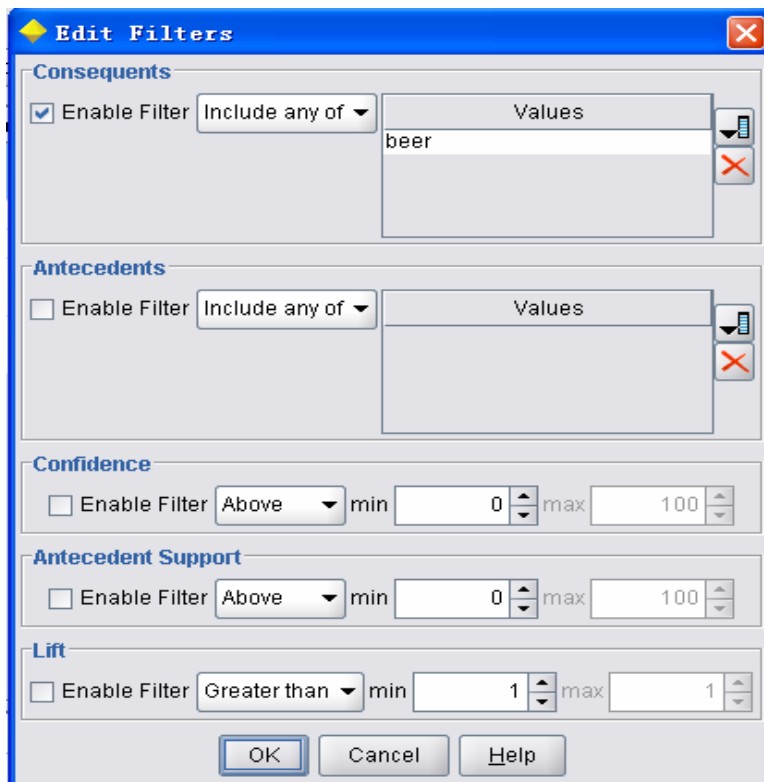 Edit Filters
Consequents
Enable Filter Include any of Values
beer
Antecedents
Enable Filter Include any of Values
Confidence
Enable Filter Above min 0 max 100
Antecedent Support
Enable Filter Above min 0 max 100
Lift
Enable Filter Greater than min 1 max 1
OK Cancel Help